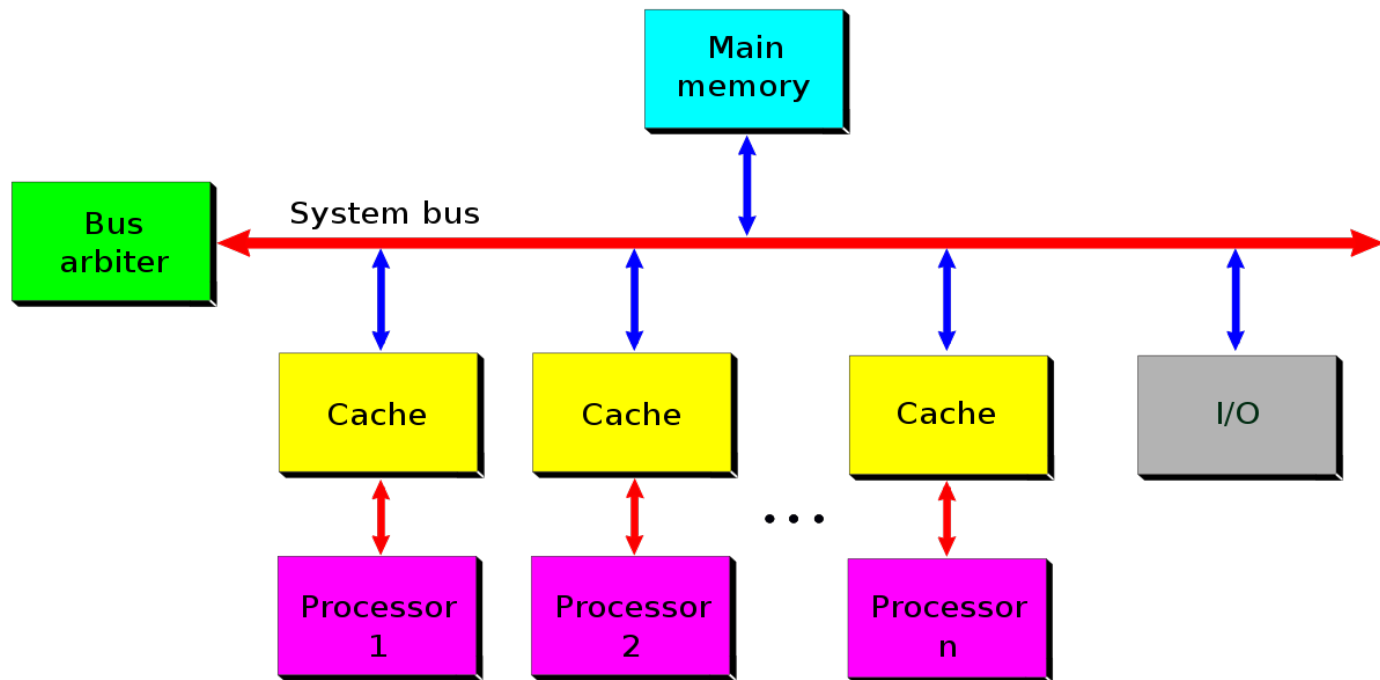 Main
memory
System bus
Bus
arbiter
Cache
Cache
Cache
I/O
...
Processor
1
Processor
2
Processor
n